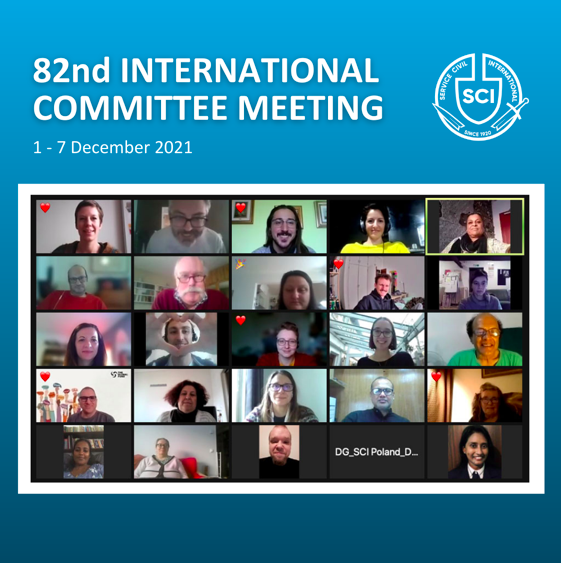 82nd INTERNATIONAL
COMMITTEE MEETING
1 - 7 December 2021
SERVICE CIVIL INTERNATIONAL
SCI
SINCE 1920
DG_SCI Poland_D...